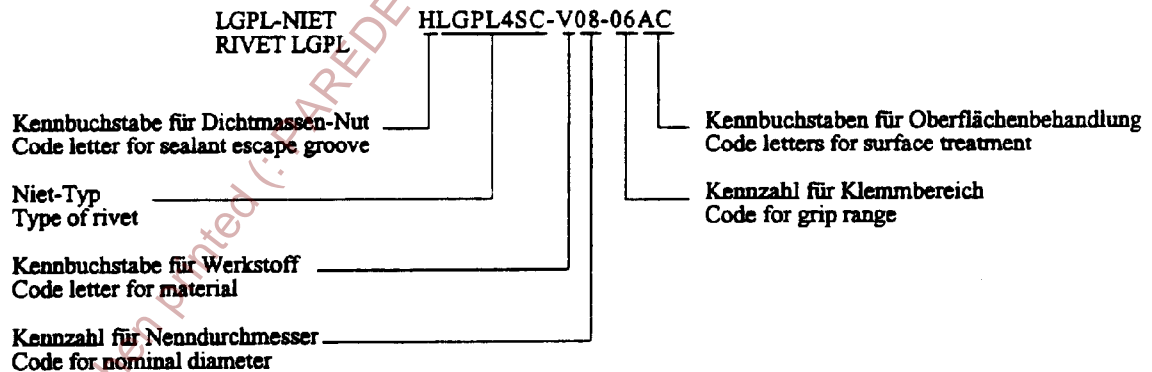 LGPL-NIET HLGPL4SC-V08-06AC
RIVET LGPL
Kennbuchstabe für Dichtmassen-Nut
Code letter for sealant escape groove
Kennbuchstaben für Oberflächenbehandlung
Code letters for surface treatment
Niet-Typ
Type of rivet
Kennzahl für Klemmbereich
Code for grip range
Kennbuchstabe für Werkstoff
Code letter for material
Kennzahl für Nenndurchmesser
Code for nominal diameter
printed (: